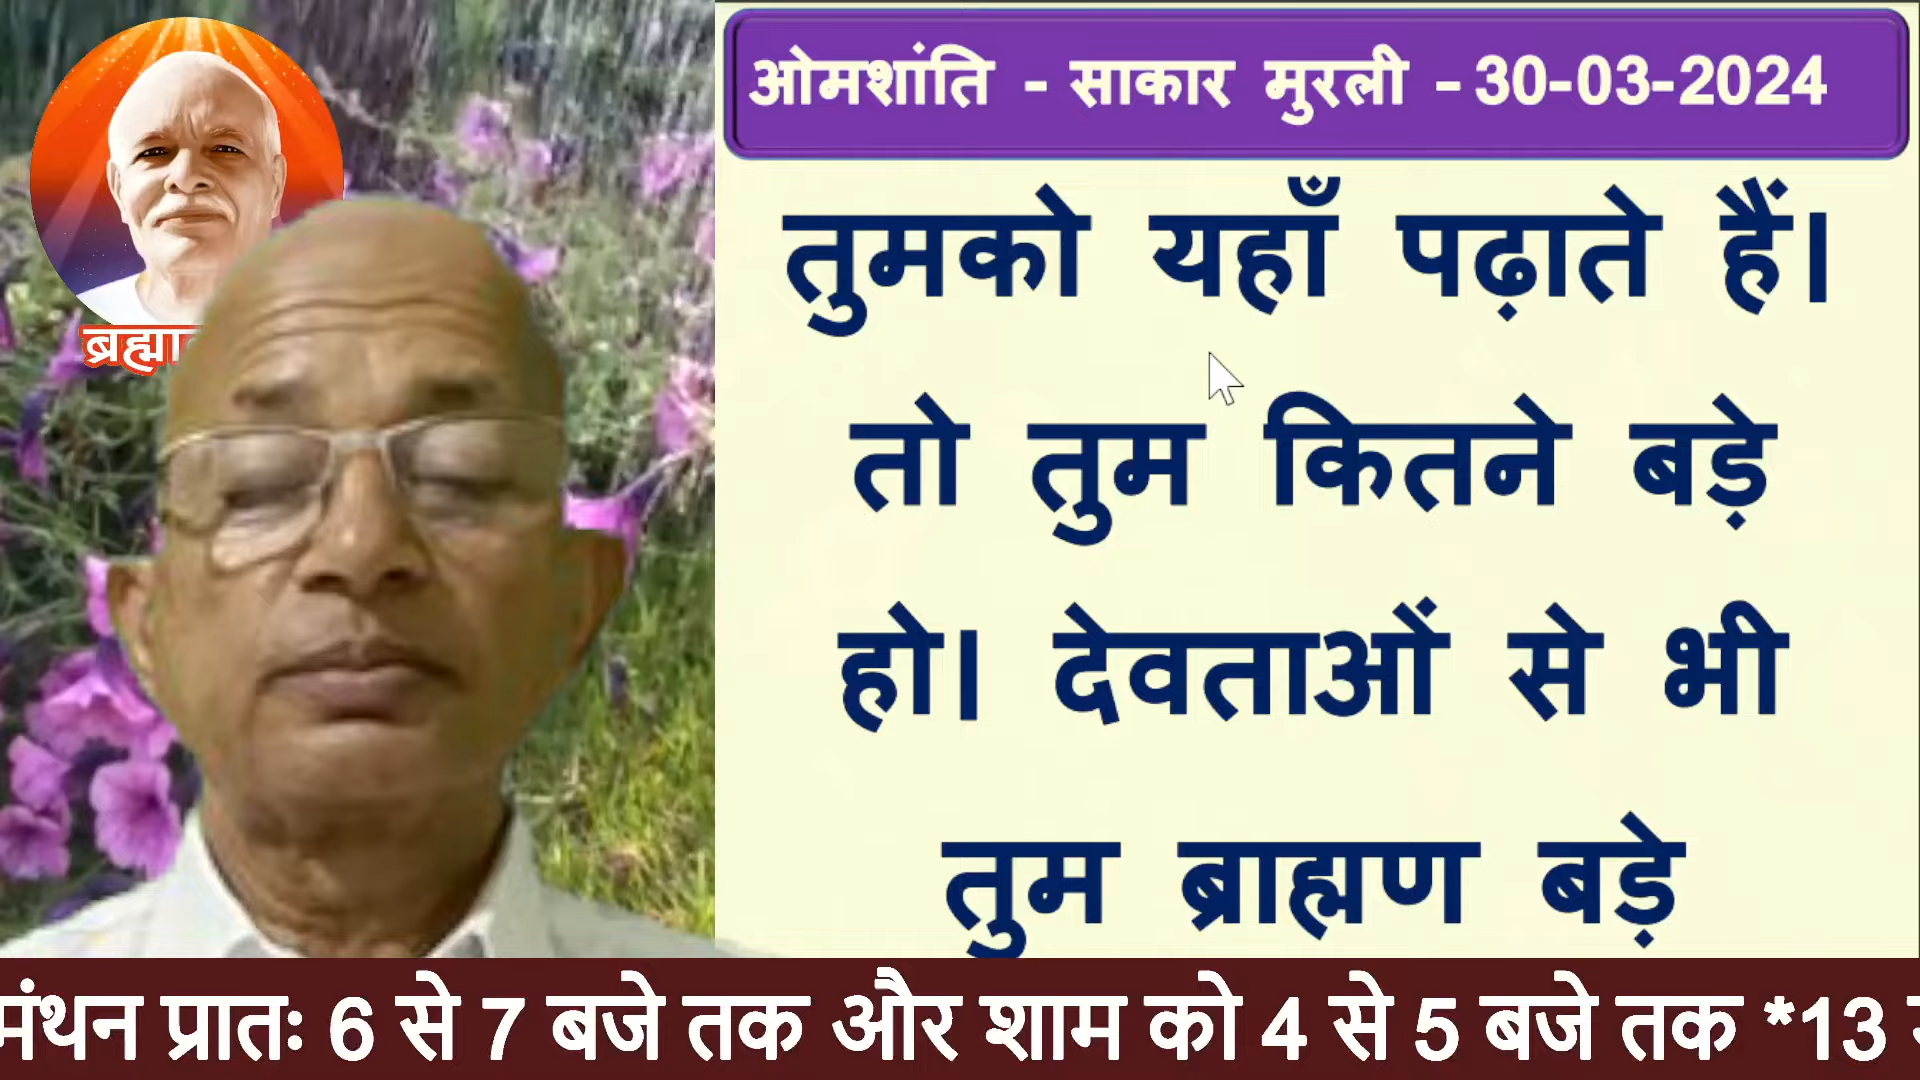 ओमशांति - साकार मुरली - 30-03-2024
तुमको यहाँ पढ़ाते हैं।
तो तुम कितने बड़े
हो। देवताओं से भी
तुम ब्राह्मण बड़े
ब्रह्मा
मंथन प्रातः 6 से 7 बजे तक और शाम को 4 से 5 बजे तक *13